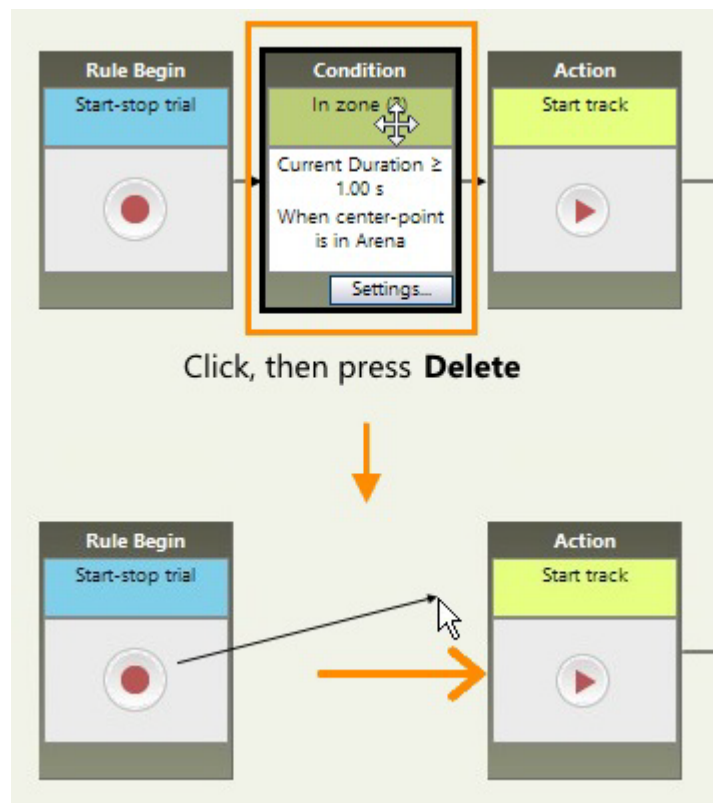 Rule Begin
Condition
Action
Start-stop trial
In zone (2)
Start track
Current Duration ≥
1.00 s
When center-point
is in Arena
Settings...
Click, then press Delete
Rule Begin
Action
Start-stop trial
Start track